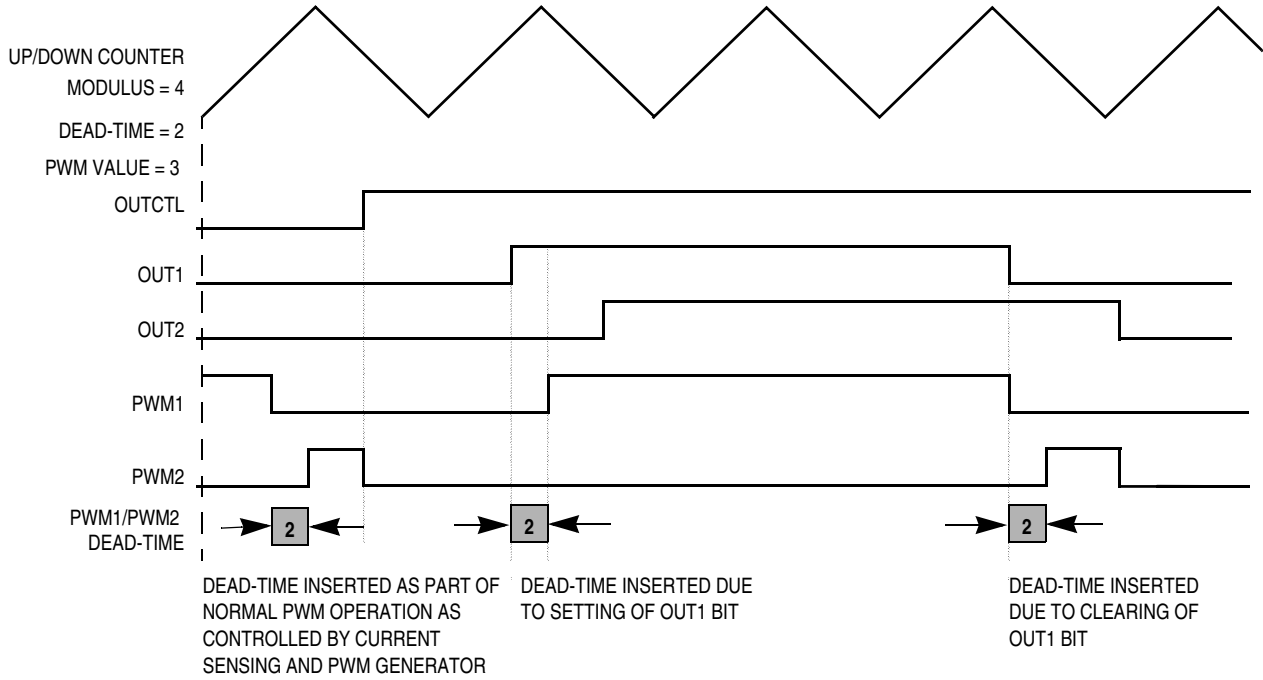 UP/DOWN COUNTER
MODULUS = 4
DEAD-TIME = 2
PWM VALUE = 3
OUTCTL
OUT1
OUT2
PWM1
PWM2
PWM1/PWM2
DEAD-TIME
2
2
2
DEAD-TIME INSERTED AS PART OF
NORMAL PWM OPERATION AS
CONTROLLED BY CURRENT
SENSING AND PWM GENERATOR
DEAD-TIME INSERTED DUE
TO SETTING OF OUT1 BIT
DEAD-TIME INSERTED
DUE TO CLEARING OF
OUT1 BIT